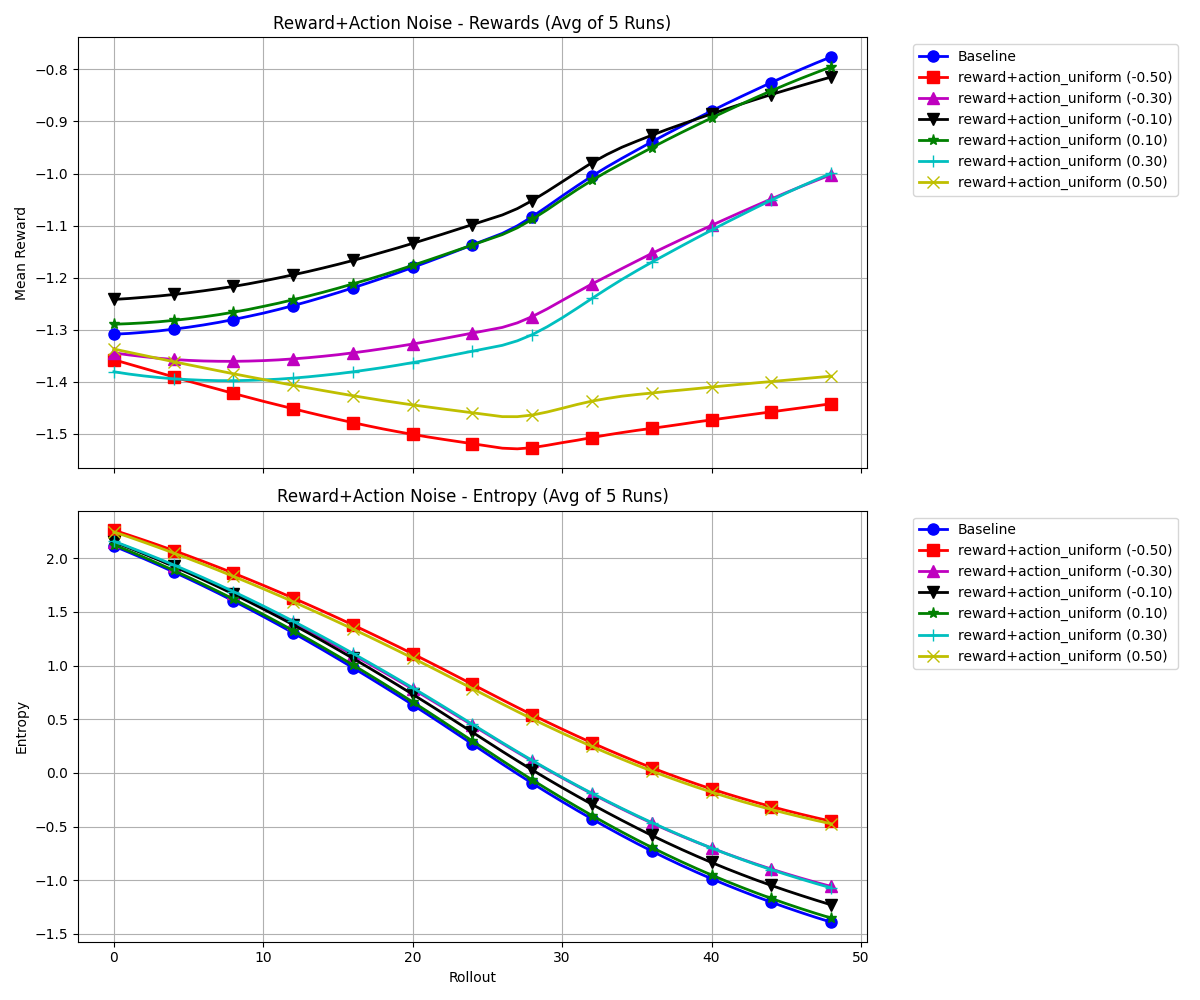 Reward+Action Noise - Rewards (Avg of 5 Runs)
Mean Reward
−0.8
−0.9
−1.0
−1.1
−1.2
−1.3
−1.4
−1.5
Baseline
reward+action_uniform (-0.50)
reward+action_uniform (-0.30)
reward+action_uniform (-0.10)
reward+action_uniform (0.10)
reward+action_uniform (0.30)
reward+action_uniform (0.50)
Reward+Action Noise - Entropy (Avg of 5 Runs)
Entropy
2.0
1.5
1.0
0.5
0.0
−0.5
−1.0
−1.5
0 10 20 30 40 50
Rollout
Baseline
reward+action_uniform (-0.50)
reward+action_uniform (-0.30)
reward+action_uniform (-0.10)
reward+action_uniform (0.10)
reward+action_uniform (0.30)
reward+action_uniform (0.50)